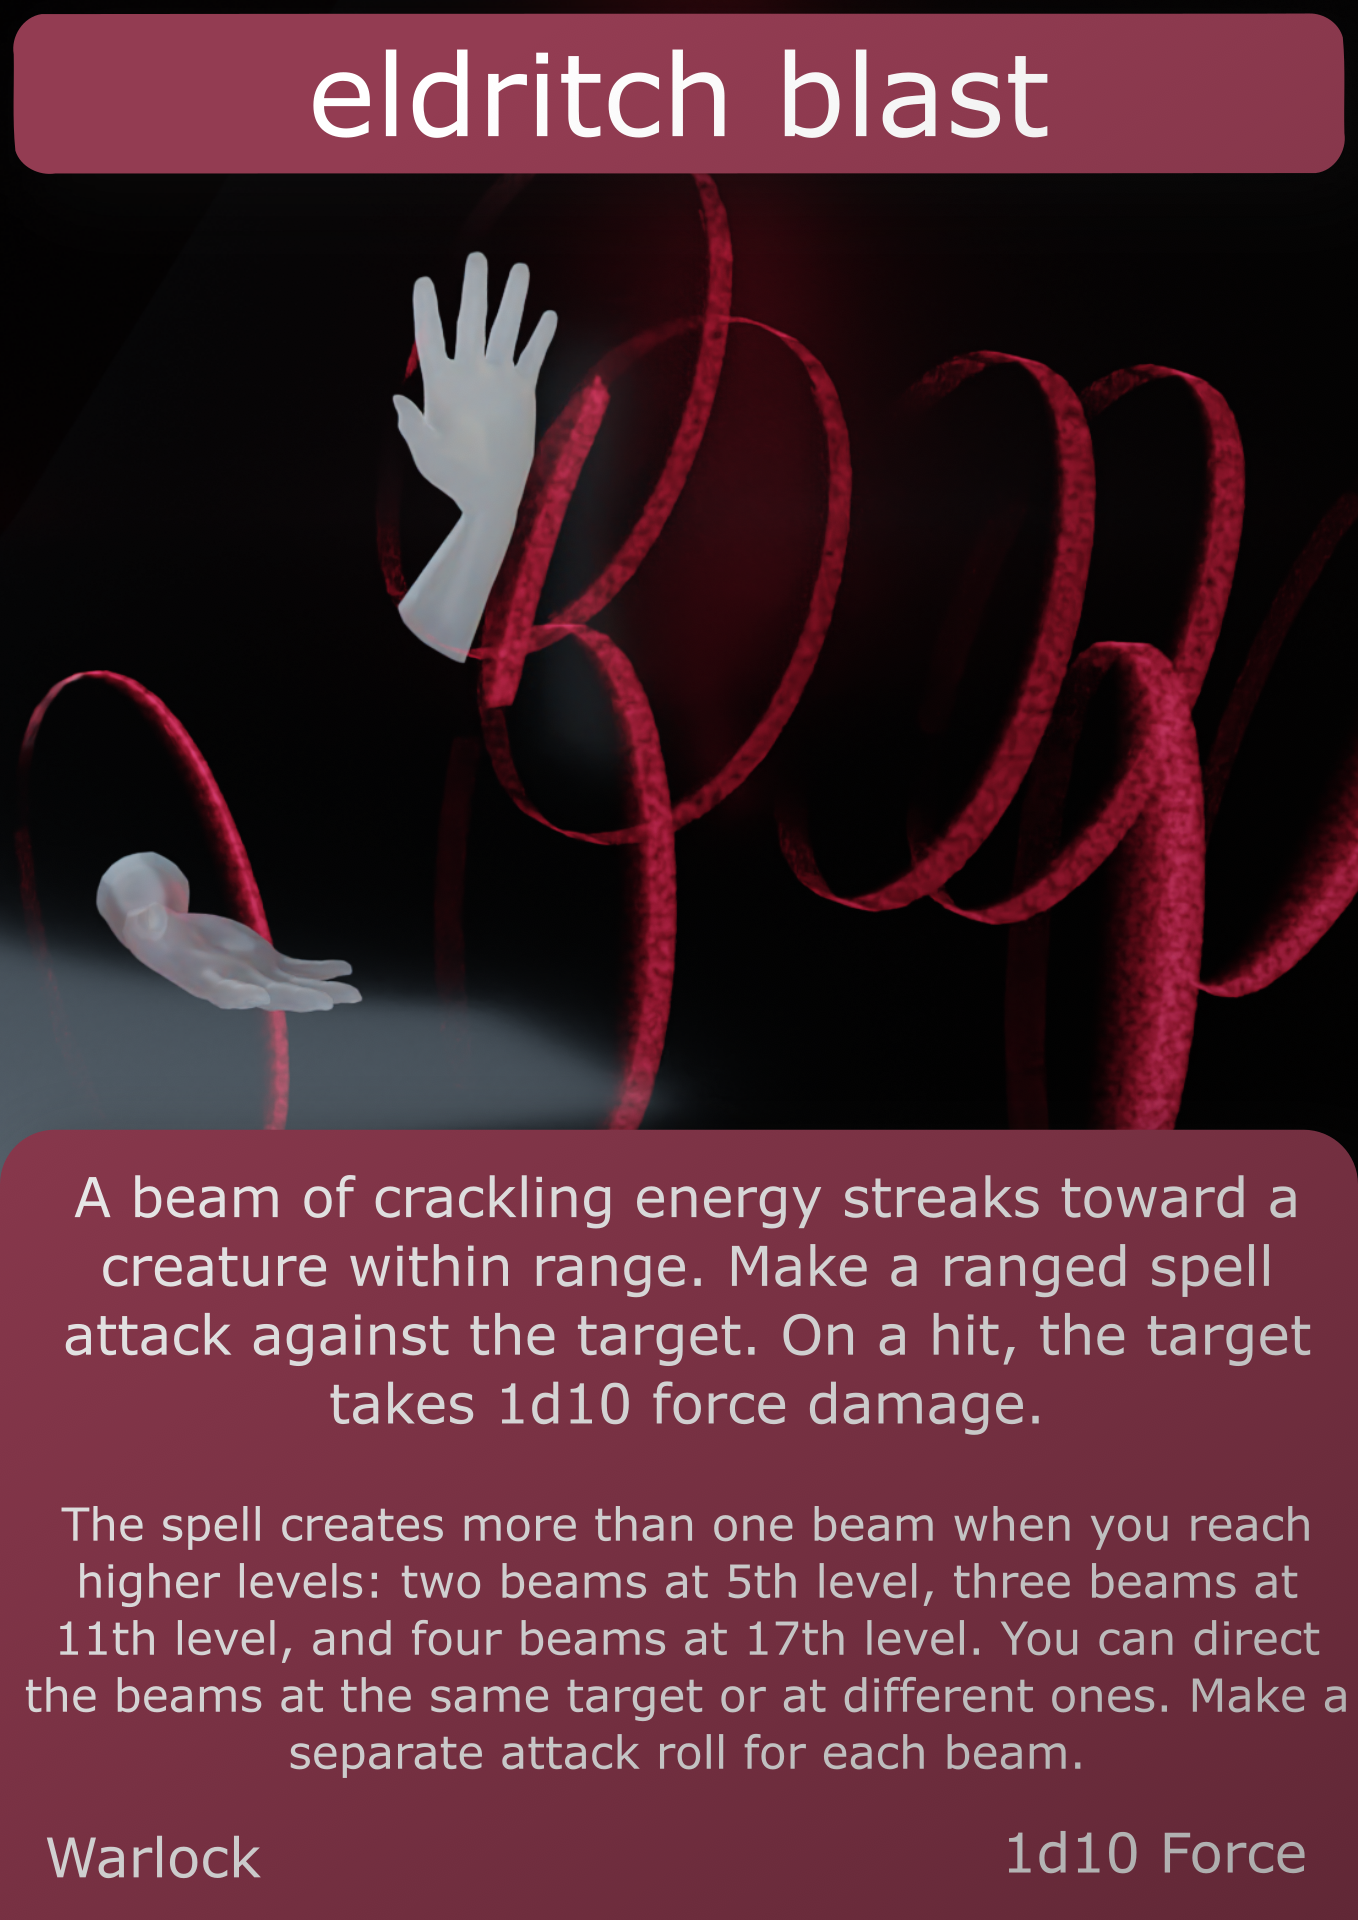 eldritch blast
A beam of crackling energy streaks toward a
creature within range. Make a ranged spell
attack against the target. On a hit, the target
takes 1d10 force damage.
The spell creates more than one beam when you reach
higher levels: two beams at 5th level, three beams at
11th level, and four beams at 17th level. You can direct
the beams at the same target or at different ones. Make a
separate attack roll for each beam.
Warlock
1d10 Force